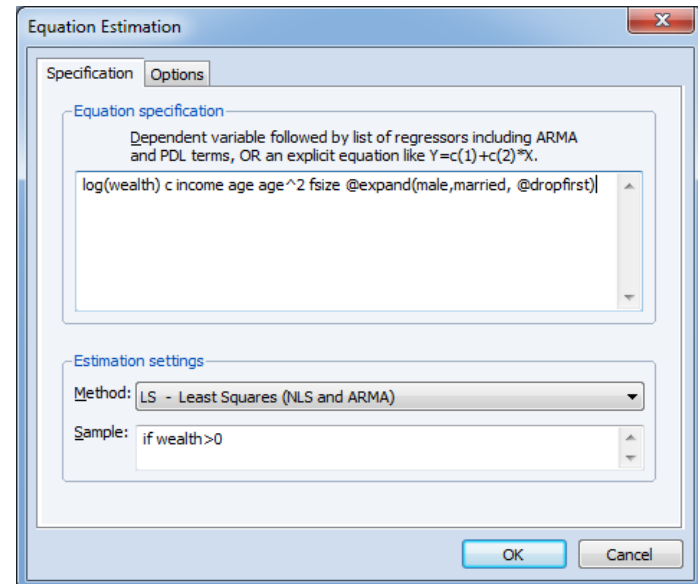 Equation Estimation
Specification
Options
Equation specification
Dependent variable followed by list of regressors including ARMA
and PDL terms, OR an explicit equation like Y=c(1)+c(2)*X.
log(wealth) c income age age^2 fsize @expand(male,married, @dropfirst)
Estimation settings
Method: LS - Least Squares (NLS and ARMA)
Sample: if wealth>0
OK
Cancel